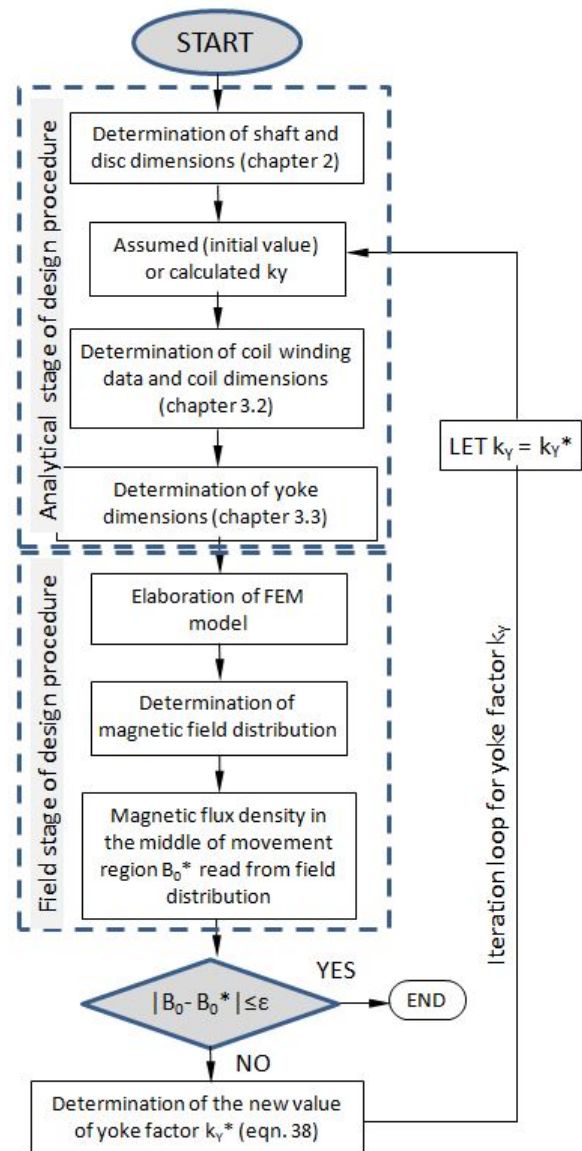 START
Analytical stage of design procedure
Determination of shaft and
disc dimensions (chapter 2)
Assumed (initial value)
or calculated ky
Determination of coil winding
data and coil dimensions
(chapter 3.2)
LET k_Y = k_Y*
Determination of yoke
dimensions (chapter 3.3)
Field stage of design procedure
Elaboration of FEM
model
Determination of
magnetic field distribution
Magnetic flux density in
the middle of movement
region B₀* read from field
distribution
Iteration loop for yoke factor k_Y
|B₀- B₀*|≤ε
YES
END
NO
Determination of the new value
of yoke factor k_Y* (eqn. 38)